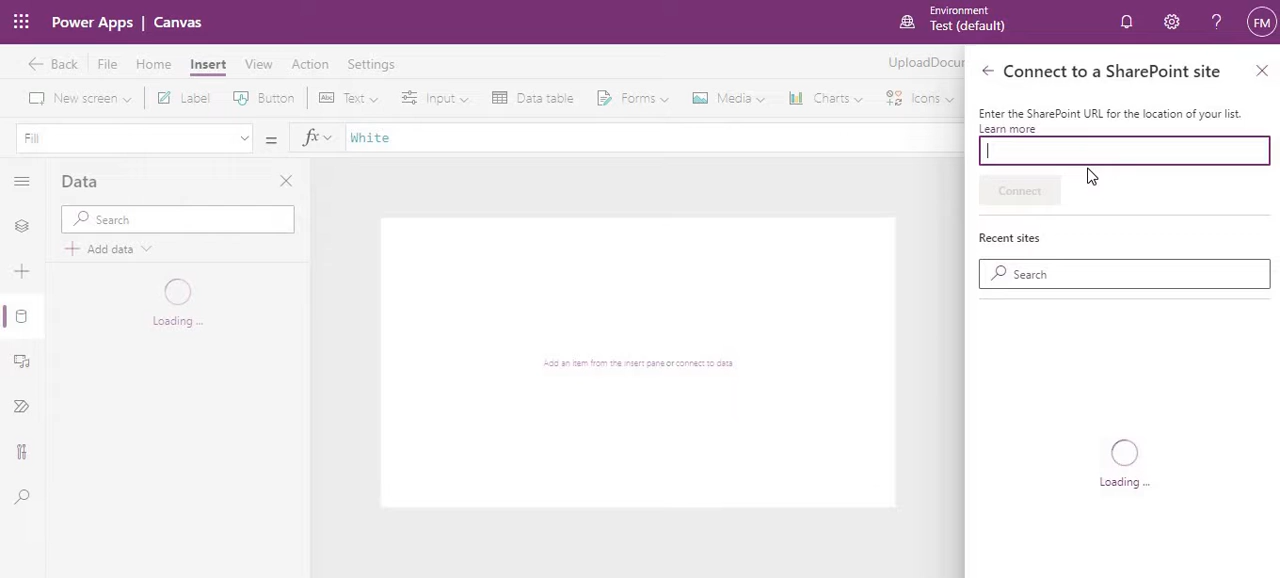 Power Apps | Canvas
Environment
Test (default)
FM
Back File Home Insert View Action Settings
UploadDocum
New screen Label Button Text Input Data table Forms Media Charts Icons
Fill = fx White
Data
Search
Add data
Loading ...
Add an item from the insert pane or connect to data
Connect to a SharePoint site
Enter the SharePoint URL for the location of your list.
Learn more
Connect
Recent sites
Search
Loading ...